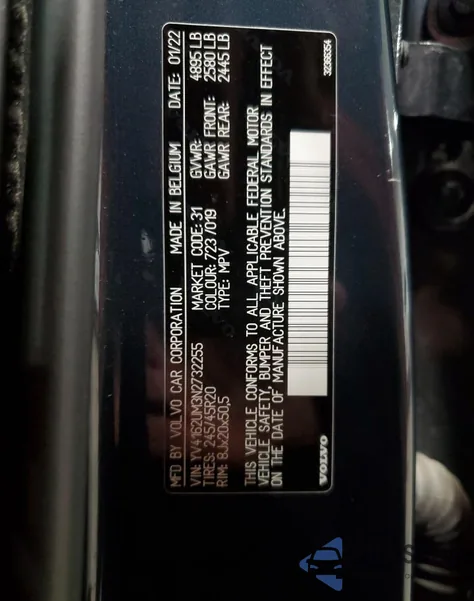 MFD BY VOLVO CAR CORPORATION MADE IN BELGIUM DATE: 01/22
VIN: YV4162UM3N2732255 MARKET CODE: 31 GVWR: 4895 LB
TIRES: 245/45R20 COLOUR: 723/019 GAWR FRONT: 2580 LB
RIM: 8Jx20x50,5 TYPE: MPV GAWR REAR: 2445 LB
THIS VEHICLE CONFORMS TO ALL APPLICABLE FEDERAL MOTOR
VEHICLE SAFETY, BUMPER AND THEFT PREVENTION STANDARDS IN EFFECT
ON THE DATE OF MANUFACTURE SHOWN ABOVE.
VOLVO
32366354